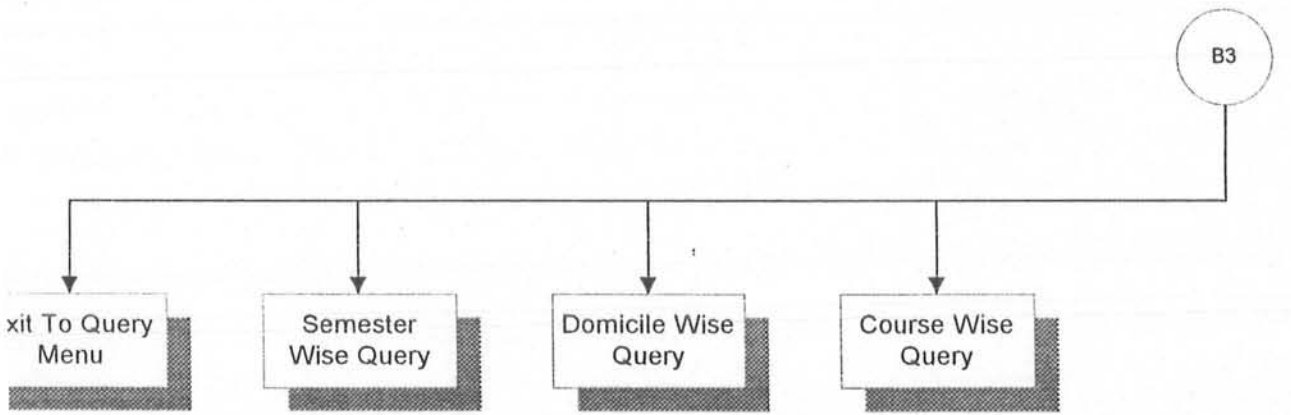 B3
xit To Query
Menu
Semester
Wise Query
Domicile Wise
Query
Course Wise
Query